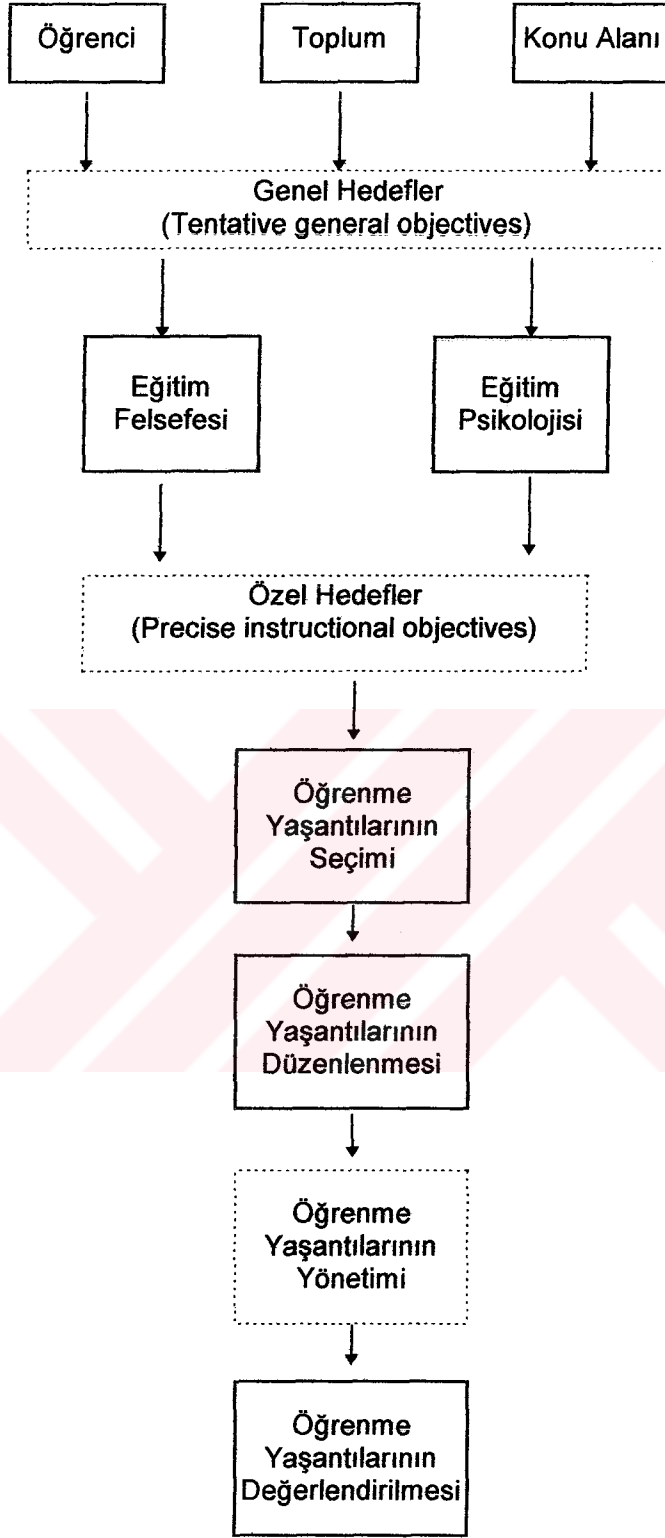 Öğrenci
Toplum
Konu Alanı
Genel Hedefler
(Tentative general objectives)
Eğitim
Felsefesi
Eğitim
Psikolojisi
Özel Hedefler
(Precise instructional objectives)
Öğrenme
Yaşantılarının
Seçimi
Öğrenme
Yaşantılarının
Düzenlenmesi
Öğrenme
Yaşantılarının
Yönetimi
Öğrenme
Yaşantılarının
Değerlendirilmesi